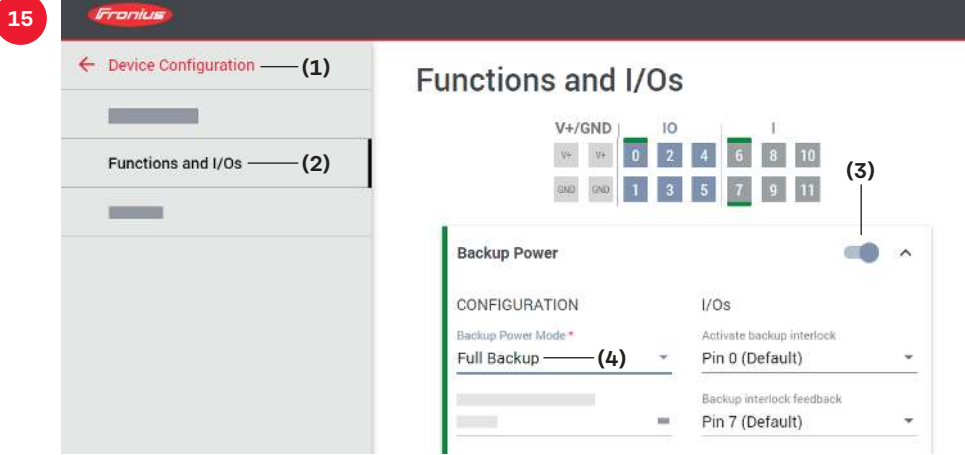 15
Fronius
Device Configuration (1)
Functions and I/Os (2)
Functions and I/Os
V+/GND IO I
V+ V+ 0 2 4 6 8 10
GND GND 1 3 5 7 9 11
(3)
Backup Power
CONFIGURATION
Backup Power Mode *
Full Backup (4)
I/Os
Activate backup interlock
Pin 0 (Default)
Backup interlock feedback
Pin 7 (Default)